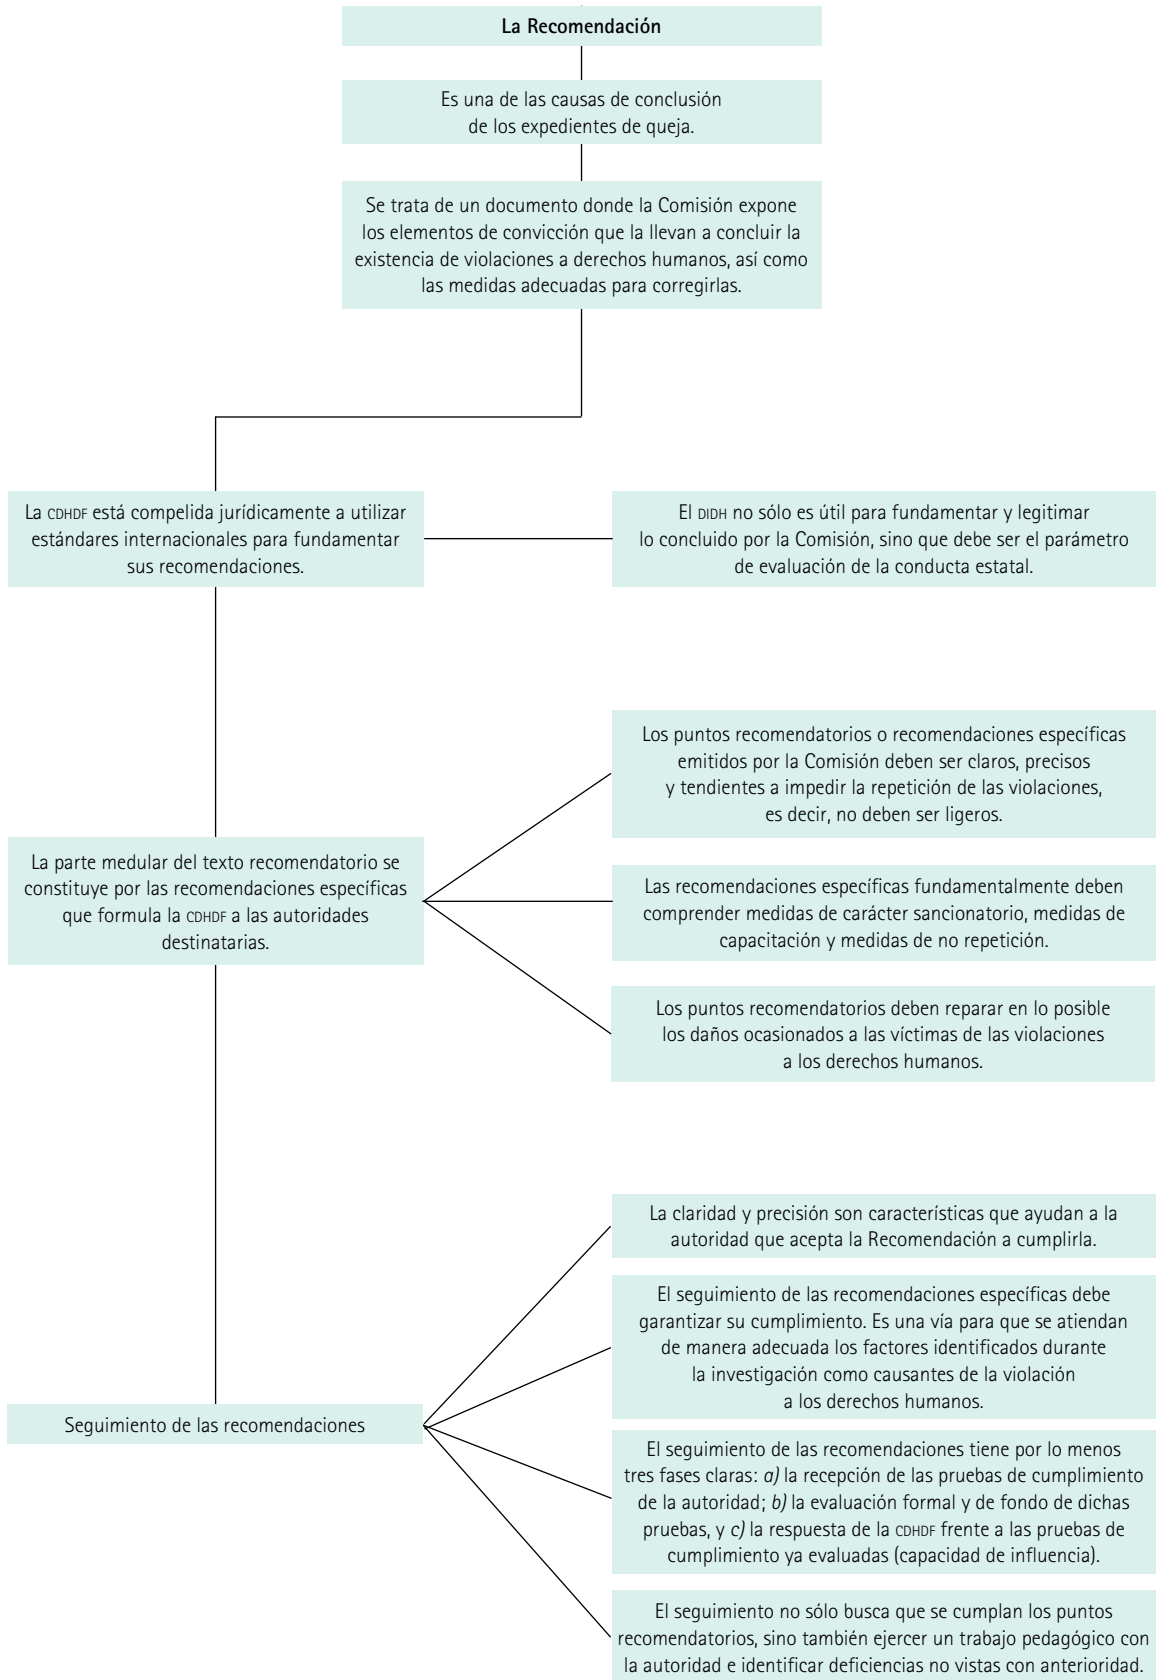 La Recomendación
Es una de las causas de conclusión
de los expedientes de queja.
Se trata de un documento donde la Comisión expone
los elementos de convicción que la llevan a concluir la
existencia de violaciones a derechos humanos, así como
las medidas adecuadas para corregirlas.
La CDHDF está compelida jurídicamente a utilizar
estándares internacionales para fundamentar
sus recomendaciones.
El DIDH no sólo es útil para fundamentar y legitimar
lo concluido por la Comisión, sino que debe ser el parámetro
de evaluación de la conducta estatal.
Los puntos recomendatorios o recomendaciones específicas
emitidos por la Comisión deben ser claros, precisos
y tendientes a impedir la repetición de las violaciones,
es decir, no deben ser ligeros.
La parte medular del texto recomendatorio se
constituye por las recomendaciones específicas
que formula la CDHDF a las autoridades
destinatarias.
Las recomendaciones específicas fundamentalmente deben
comprender medidas de carácter sancionatorio, medidas de
capacitación y medidas de no repetición.
Los puntos recomendatorios deben reparar en lo posible
los daños ocasionados a las víctimas de las violaciones
a los derechos humanos.
La claridad y precisión son características que ayudan a la
autoridad que acepta la Recomendación a cumplirla.
El seguimiento de las recomendaciones específicas debe
garantizar su cumplimiento. Es una vía para que se atiendan
de manera adecuada los factores identificados durante
la investigación como causantes de la violación
a los derechos humanos.
Seguimiento de las recomendaciones
El seguimiento de las recomendaciones tiene por lo menos
tres fases claras: a) la recepción de las pruebas de cumplimiento
de la autoridad; b) la evaluación formal y de fondo de dichas
pruebas, y c) la respuesta de la CDHDF frente a las pruebas de
cumplimiento ya evaluadas (capacidad de influencia).
El seguimiento no sólo busca que se cumplan los puntos
recomendatorios, sino también ejercer un trabajo pedagógico con
la autoridad e identificar deficiencias no vistas con anterioridad.